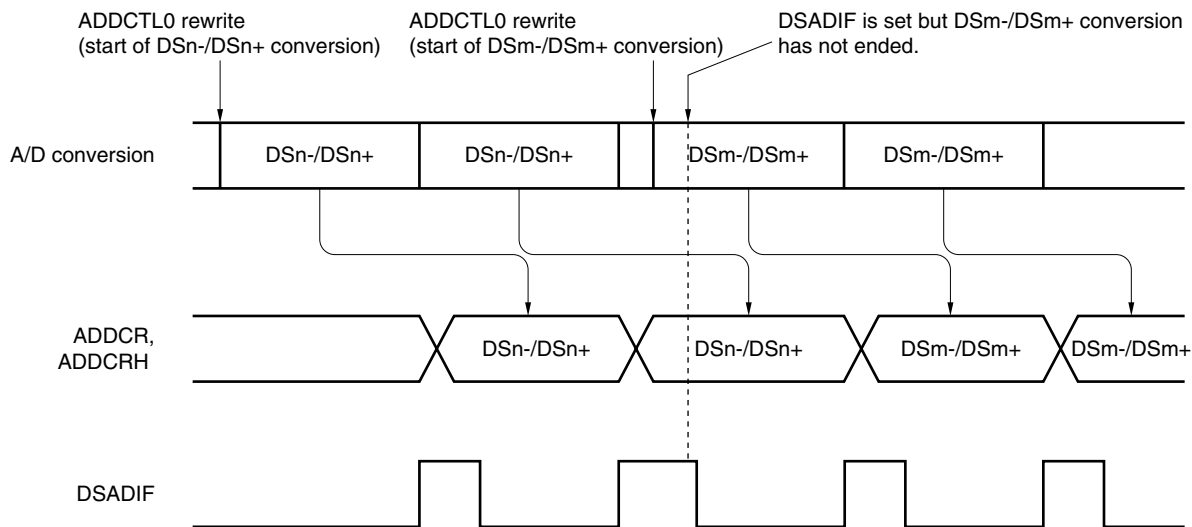 ADDCTL0 rewrite
(start of DSn-/DSn+ conversion)
ADDCTL0 rewrite
(start of DSm-/DSm+ conversion)
DSADIF is set but DSm-/DSm+ conversion
has not ended.
A/D conversion
DSn-/DSn+
DSn-/DSn+
DSm-/DSm+
DSm-/DSm+
ADDCR,
ADDCRH
DSn-/DSn+
DSn-/DSn+
DSm-/DSm+
DSm-/DSm+
DSADIF